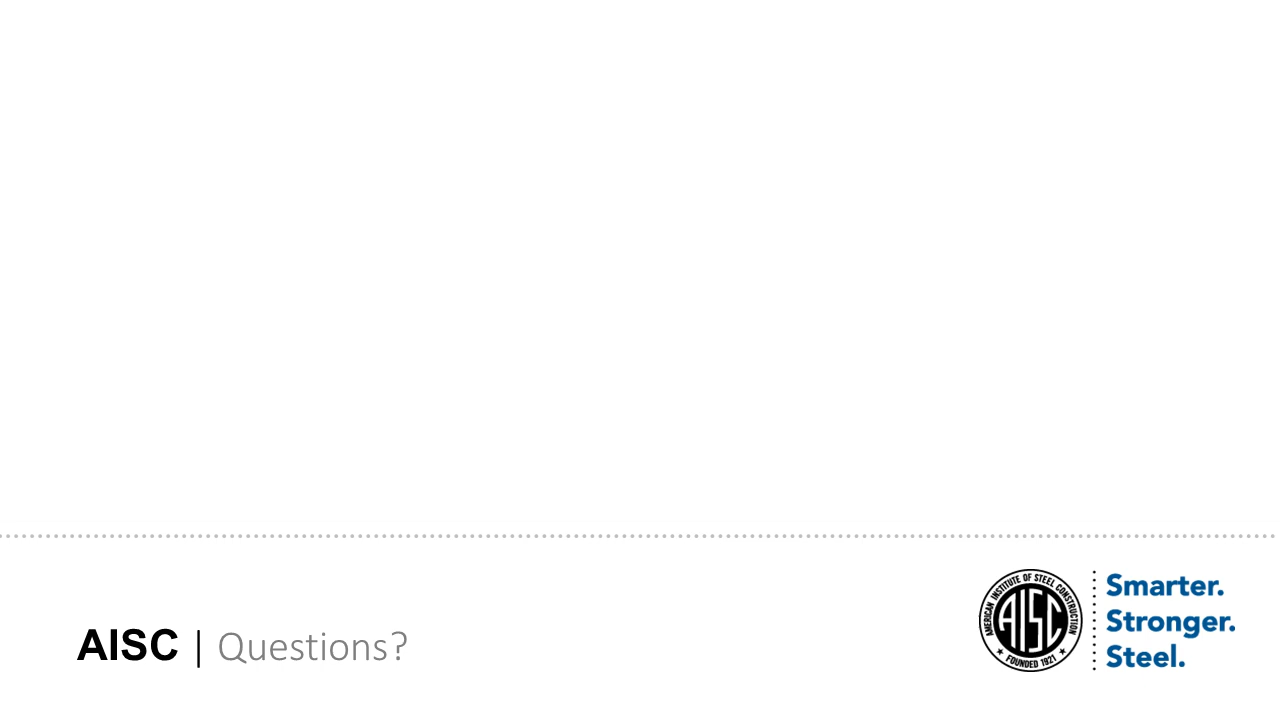 AISC | Questions?
AMERICAN INSTITUTE OF STEEL CONSTRUCTION
AISC
FOUNDED 1921
Smarter.
Stronger.
Steel.